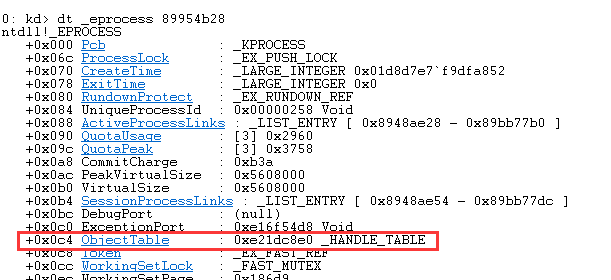 0: kd> dt _eprocess 89954b28
ntdll!_EPROCESS
+0x000 Pcb : _KPROCESS
+0x06c ProcessLock : _EX_PUSH_LOCK
+0x070 CreateTime : _LARGE_INTEGER 0x01d8d7e7`f9dfa852
+0x078 ExitTime : _LARGE_INTEGER 0x0
+0x080 RundownProtect : _EX_RUNDOWN_REF
+0x084 UniqueProcessId : 0x00000258 Void
+0x088 ActiveProcessLinks : _LIST_ENTRY [ 0x8948ae28 - 0x89bb77b0 ]
+0x090 QuotaUsage : [3] 0x2960
+0x09c QuotaPeak : [3] 0x3758
+0x0a8 CommitCharge : 0xb3a
+0x0ac PeakVirtualSize : 0x5608000
+0x0b0 VirtualSize : 0x5608000
+0x0b4 SessionProcessLinks : _LIST_ENTRY [ 0x8948ae54 - 0x89bb77dc ]
+0x0bc DebugPort : (null)
+0x0c0 ExceptionPort : 0xe16f54d8 Void
+0x0c4 ObjectTable : 0xe21dc8e0 _HANDLE_TABLE
+0x0c8 Token : _EX_FAST_REF
+0x0cc WorkingSetLock : _FAST_MUTEX
+0x0ec WorkingSetPage : 0x186d9